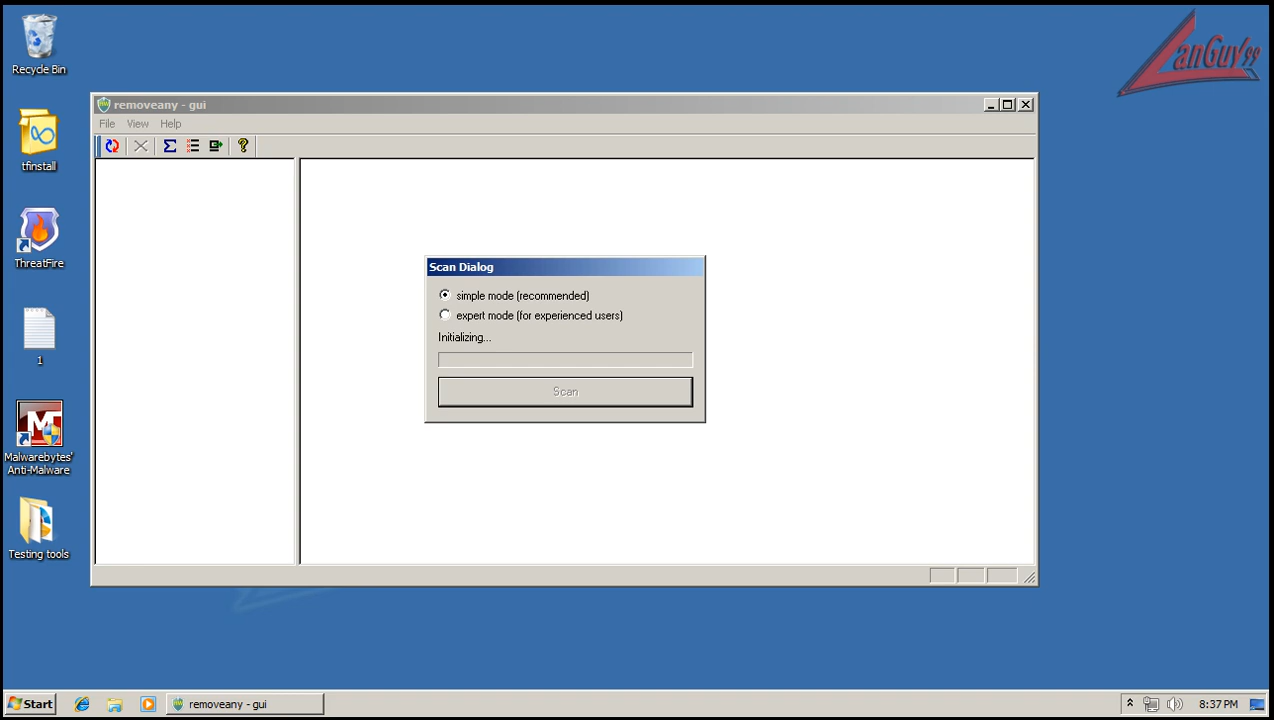 LanGuy99
Recycle Bin
tfinstall
ThreatFire
1
Malwarebytes'
Anti-Malware
Testing tools
removeany - gui
File View Help
Scan Dialog
simple mode (recommended)
expert mode (for experienced users)
Initializing...
Scan
Start
removeany - gui
8:37 PM